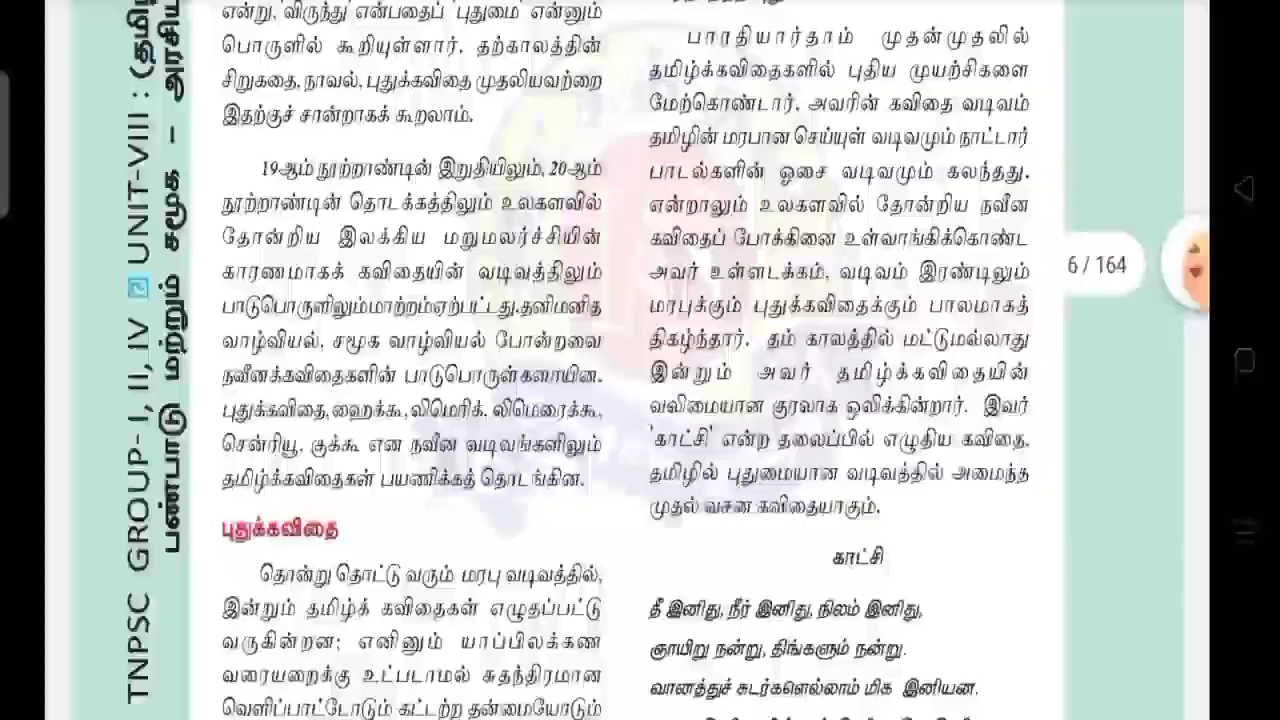 TNPSC GROUP- I, II, IV UNIT-VIII : (தமிழ்
பண்பாடு மற்றும் சமூக – அரசிய
என்று, 'விருந்து' என்பதைப் 'புதுமை' என்னும்
பொருளில் கூறியுள்ளார். தற்காலத்தின்
சிறுகதை, நாவல், புதுக்கவிதை முதலியவற்றை
இதற்குச் சான்றாகக் கூறலாம்.
19ஆம் நூற்றாண்டின் இறுதியிலும், 20ஆம்
நூற்றாண்டின் தொடக்கத்திலும் உலகளவில்
தோன்றிய இலக்கிய மறுமலர்ச்சியின்
காரணமாகக் கவிதையின் வடிவத்திலும்
பாடுபொருளிலும் மாற்றம் ஏற்பட்டது. தனிமனித
வாழ்வியல், சமூக வாழ்வியல் போன்றவை
நவீனக்கவிதைகளின் பாடுபொருள்களாயின.
புதுக்கவிதை, ஹைக்கூ, லிமெரிக், லிமெரைக்கூ,
சென்ரியூ, குக்கூ என நவீன வடிவங்களிலும்
தமிழ்க்கவிதைகள் பயணிக்கத் தொடங்கின.
புதுக்கவிதை
தொன்று தொட்டு வரும் மரபு வடிவத்தில்,
இன்றும் தமிழ்க் கவிதைகள் எழுதப்பட்டு
வருகின்றன; எனினும் யாப்பிலக்கண
வரையறைக்கு உட்படாமல் சுதந்திரமான
வெளிப்பாட்டோடும் கட்டற்ற தன்மையோடும்
பாரதியார்தாம் முதன்முதலில்
தமிழ்க்கவிதைகளில் புதிய முயற்சிகளை
மேற்கொண்டார். அவரின் கவிதை வடிவம்
தமிழின் மரபான செய்யுள் வடிவமும் நாட்டார்
பாடல்களின் ஓசை வடிவமும் கலந்தது.
என்றாலும் உலகளவில் தோன்றிய நவீன
கவிதைப் போக்கினை உள்வாங்கிக்கொண்ட
அவர் உள்ளடக்கம், வடிவம் இரண்டிலும்
மரபுக்கும் புதுக்கவிதைக்கும் பாலமாகத்
திகழ்ந்தார். தம் காலத்தில் மட்டுமல்லாது
இன்றும் அவர் தமிழ்க்கவிதையின்
வலிமையான குரலாக ஒலிக்கின்றார். இவர்
'காட்சி' என்ற தலைப்பில் எழுதிய கவிதை,
தமிழில் புதுமையான வடிவத்தில் அமைந்த
முதல் வசன கவிதையாகும்.
காட்சி
தீ இனிது, நீர் இனிது, நிலம் இனிது,
ஞாயிறு நன்று, திங்களும் நன்று.
வானத்துச் சுடர்களெல்லாம் மிக இனியன.
6 / 164